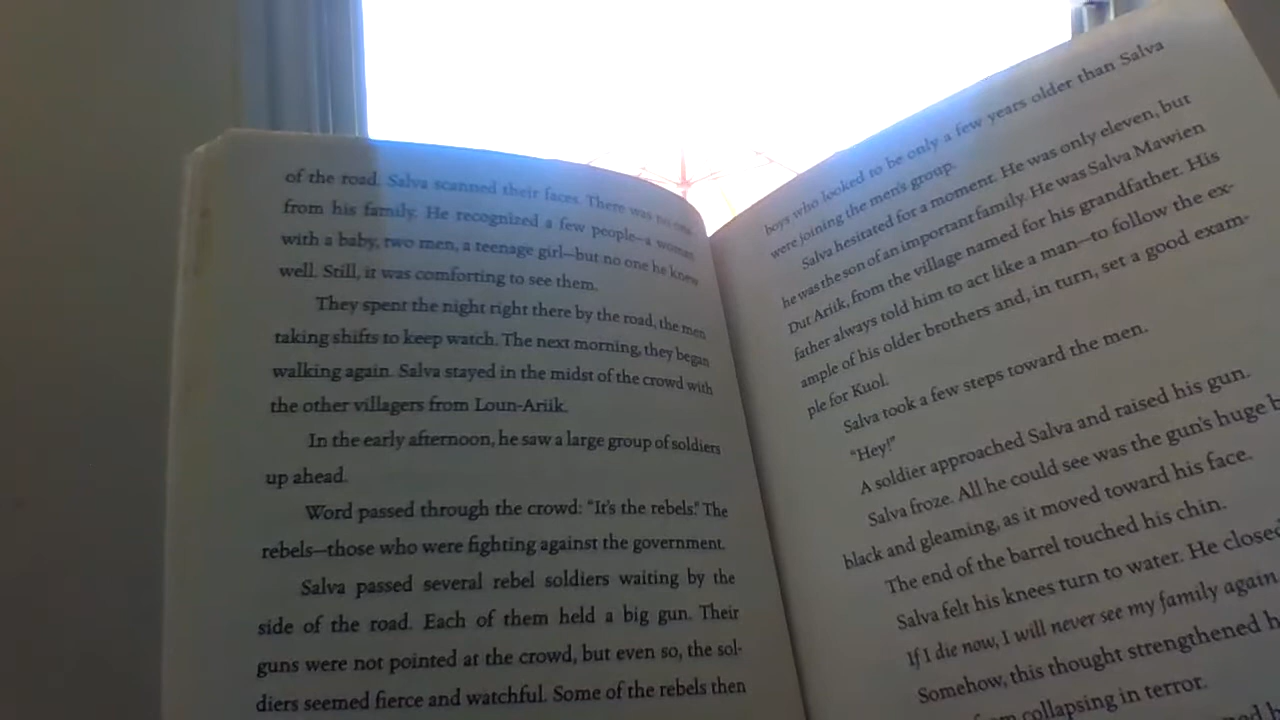 of the road. Salva scanned their faces. There was no one
from his family. He recognized a few people—a woman
with a baby, two men, a teenage girl—but no one he knew
well. Still, it was comforting to see them.
They spent the night right there by the road, the men
taking shifts to keep watch. The next morning, they began
walking again. Salva stayed in the midst of the crowd with
the other villagers from Loun-Ariik.
In the early afternoon, he saw a large group of soldiers
up ahead.
Word passed through the crowd: "It's the rebels." The
rebels—those who were fighting against the government.
Salva passed several rebel soldiers waiting by the
side of the road. Each of them held a big gun. Their
guns were not pointed at the crowd, but even so, the sol-
diers seemed fierce and watchful. Some of the rebels then
boys who looked to be only a few years older than Salva
were joining the men's group.
Salva hesitated for a moment. He was only eleven, but
he was the son of an important family. He was Salva Mawien
Dut Ariik, from the village named for his grandfather. His
father always told him to act like a man—to follow the ex-
ample of his older brothers and, in turn, set a good exam-
ple for Kuol.
Salva took a few steps toward the men.
"Hey!"
A soldier approached Salva and raised his gun.
Salva froze. All he could see was the gun's huge
black and gleaming, as it moved toward his face.
The end of the barrel touched his chin.
Salva felt his knees turn to water. He closed
If I die now, I will never see my family again.
Somehow, this thought strengthened
collapsing in terror.